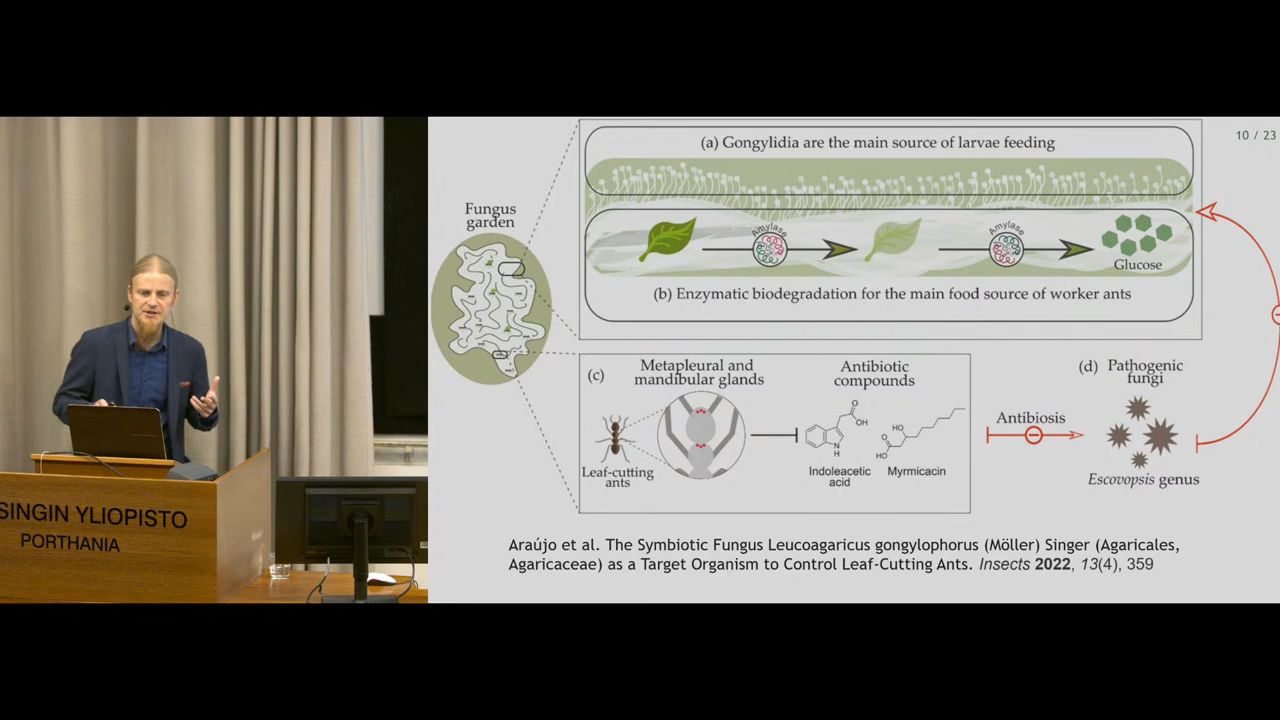 SINGIN YLIOPISTO
PORTHANIA
10 / 23
(a) Gongylidia are the main source of larvae feeding
Fungus
garden
Amylase
Amylase
Glucose
(b) Enzymatic biodegradation for the main food source of worker ants
(c)
Metapleural and
mandibular glands
Antibiotic
compounds
(d) Pathogenic
fungi
Antibiosis
O
OH
N
H
OH
O
HO
Leaf-cutting
ants
Indoleacetic
acid
Myrmicacin
Escovopsis genus
Araújo et al. The Symbiotic Fungus Leucoagaricus gongylophorus (Möller) Singer (Agaricales,
Agaricaceae) as a Target Organism to Control Leaf-Cutting Ants. Insects 2022, 13(4), 359